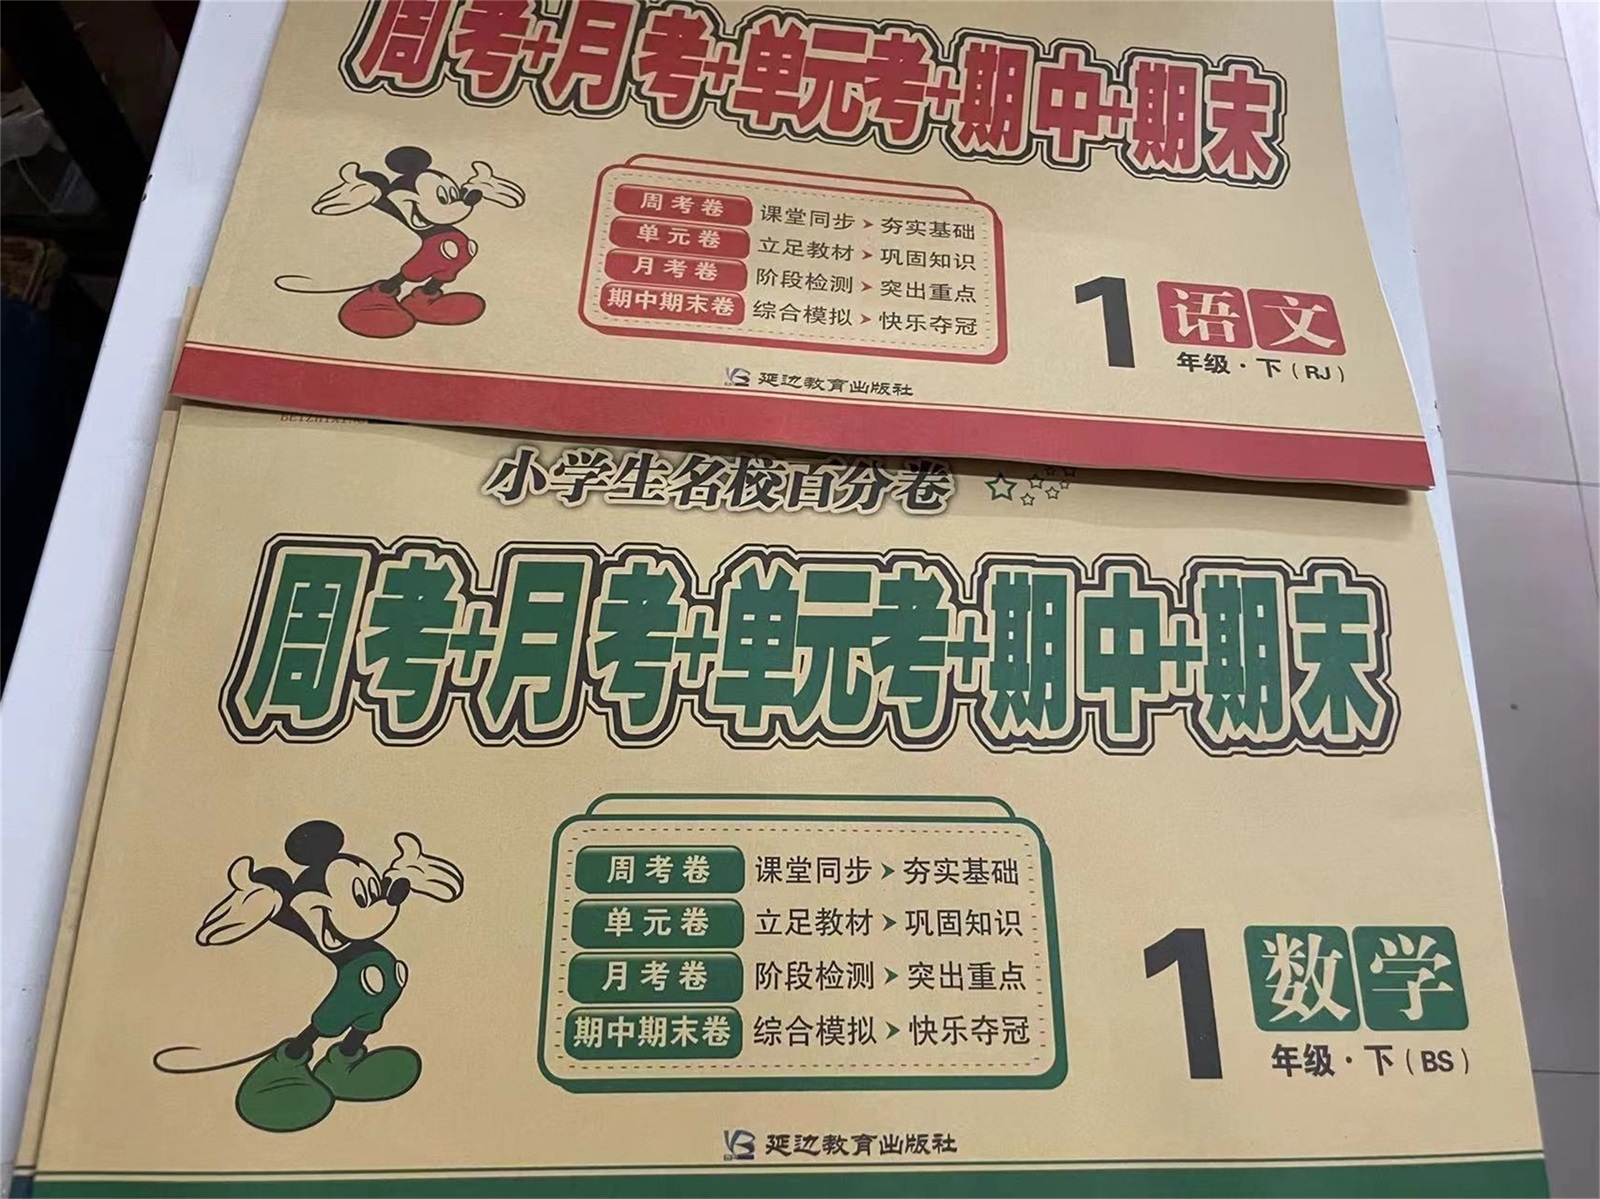 周考+月考+单元考+期中+期末
周考卷 课堂同步 夯实基础
单元卷 立足教材 巩固知识
月考卷 阶段检测 突出重点
期中期末卷 综合模拟 快乐夺冠
1 语文
年级·下(RJ)
延边教育出版社
小学生名校百分卷
周考+月考+单元考+期中+期末
周考卷 课堂同步 夯实基础
单元卷 立足教材 巩固知识
月考卷 阶段检测 突出重点
期中期末卷 综合模拟 快乐夺冠
1 数学
年级·下(BS)
延边教育出版社